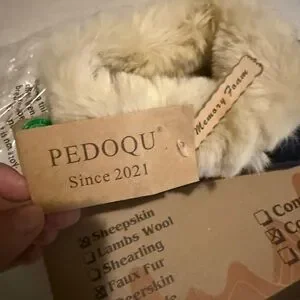 PEDOQU®
Since 2021
Memory Foam
Sheepskin
Lambs Wool
Shearling
Faux Fur